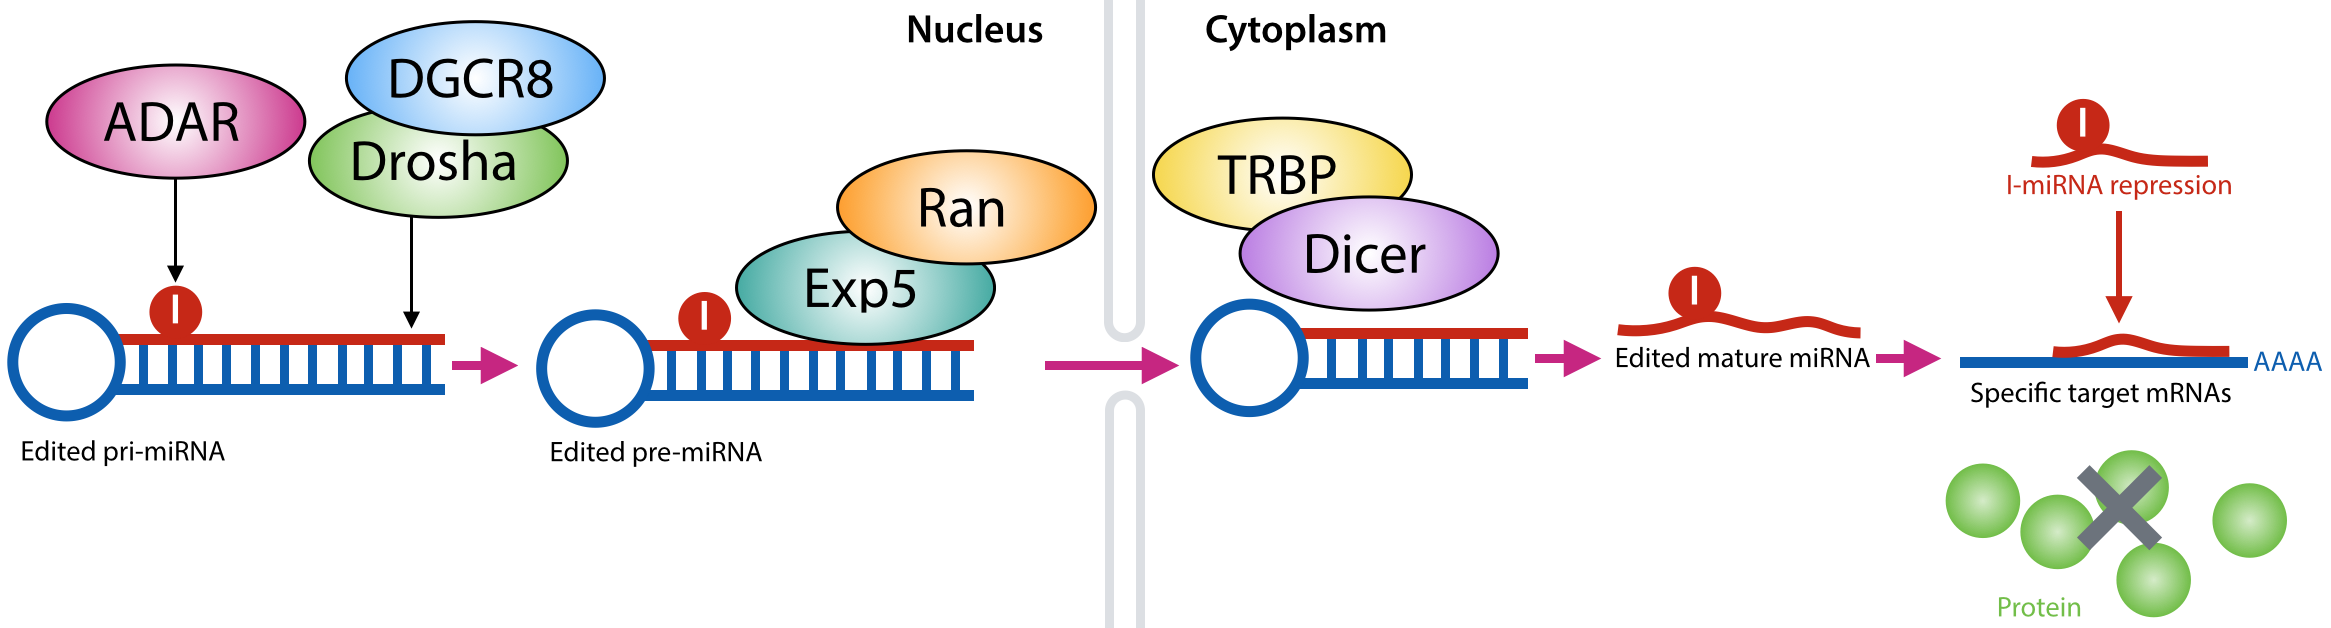 Nucleus
Cytoplasm
ADAR
DGCR8
Drosha
I
Edited pri-miRNA
Ran
Exp5
I
Edited pre-miRNA
TRBP
Dicer
I
Edited mature miRNA
I
I-miRNA repression
AAAA
Specific target mRNAs
Protein